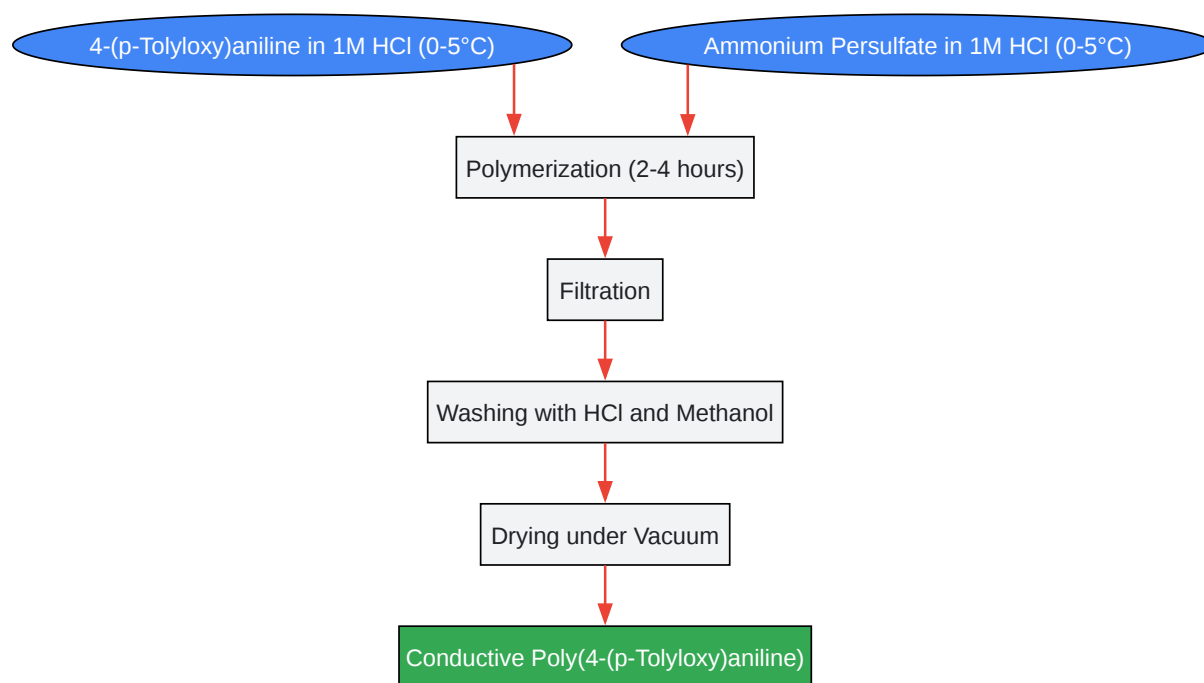 4-(p-Tolyloxy)aniline in 1M HCl (0-5°C)
Ammonium Persulfate in 1M HCl (0-5°C)
Polymerization (2-4 hours)
Filtration
Washing with HCl and Methanol
Drying under Vacuum
Conductive Poly(4-(p-Tolyloxy)aniline)